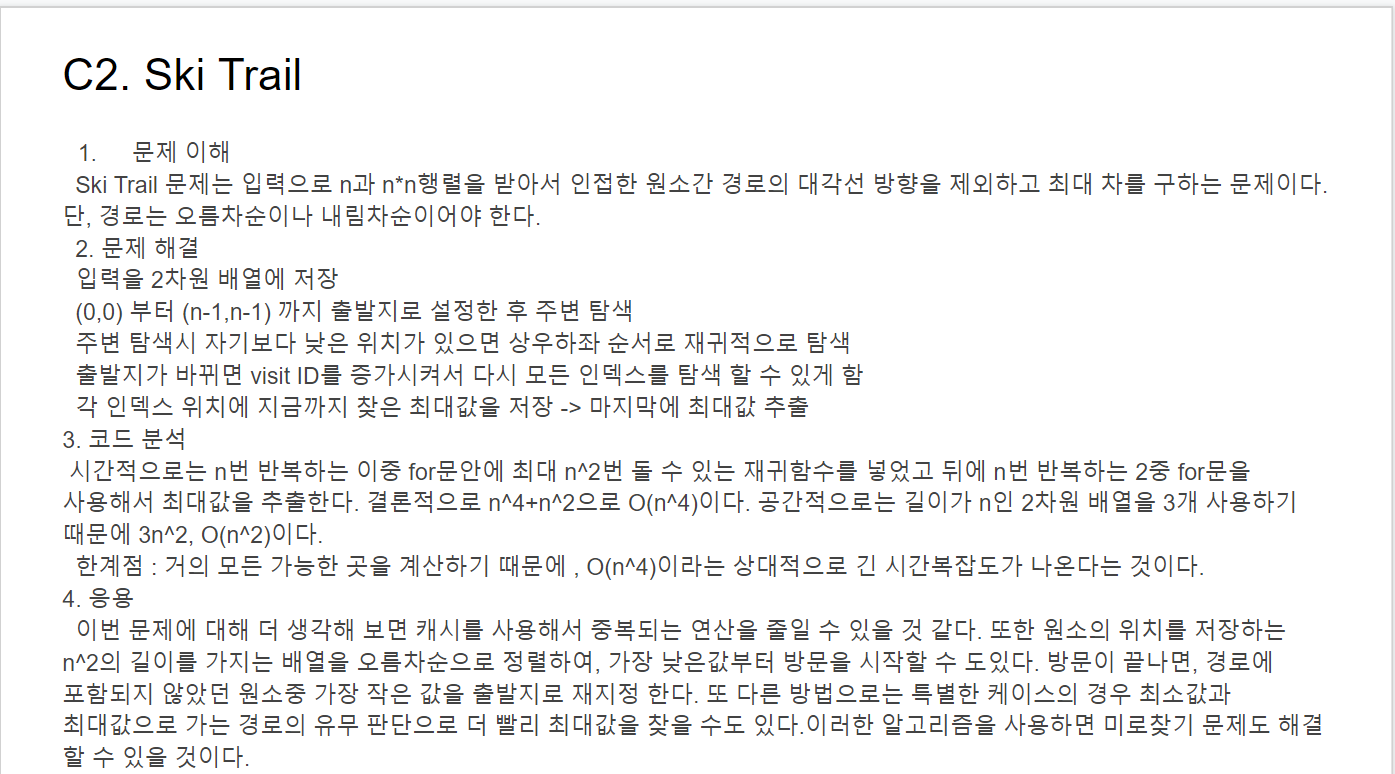 C2. Ski Trail
1. 문제 이해
Ski Trail 문제는 입력으로 n과 n*n행렬을 받아서 인접한 원소간 경로의 대각선 방향을 제외하고 최대 차를 구하는 문제이다.
단, 경로는 오름차순이나 내림차순이어야 한다.
2. 문제 해결
입력을 2차원 배열에 저장
(0,0) 부터 (n-1,n-1) 까지 출발지로 설정한 후 주변 탐색
주변 탐색시 자기보다 낮은 위치가 있으면 상우하좌 순서로 재귀적으로 탐색
출발지가 바뀌면 visit ID를 증가시켜서 다시 모든 인덱스를 탐색 할 수 있게 함
각 인덱스 위치에 지금까지 찾은 최대값을 저장 -> 마지막에 최대값 추출
3. 코드 분석
시간적으로는 n번 반복하는 이중 for문안에 최대 n^2번 돌 수 있는 재귀함수를 넣었고 뒤에 n번 반복하는 2중 for문을
사용해서 최대값을 추출한다. 결론적으로 n^4+n^2으로 O(n^4)이다. 공간적으로는 길이가 n인 2차원 배열을 3개 사용하기
때문에 3n^2, O(n^2)이다.
한계점 : 거의 모든 가능한 곳을 계산하기 때문에 , O(n^4)이라는 상대적으로 긴 시간복잡도가 나온다는 것이다.
4. 응용
이번 문제에 대해 더 생각해 보면 캐시를 사용해서 중복되는 연산을 줄일 수 있을 것 같다. 또한 원소의 위치를 저장하는
n^2의 길이를 가지는 배열을 오름차순으로 정렬하여, 가장 낮은값부터 방문을 시작할 수 도있다. 방문이 끝나면, 경로에
포함되지 않았던 원소중 가장 작은 값을 출발지로 재지정 한다. 또 다른 방법으로는 특별한 케이스의 경우 최소값과
최대값으로 가는 경로의 유무 판단으로 더 빨리 최대값을 찾을 수도 있다.이러한 알고리즘을 사용하면 미로찾기 문제도 해결
할 수 있을 것이다.